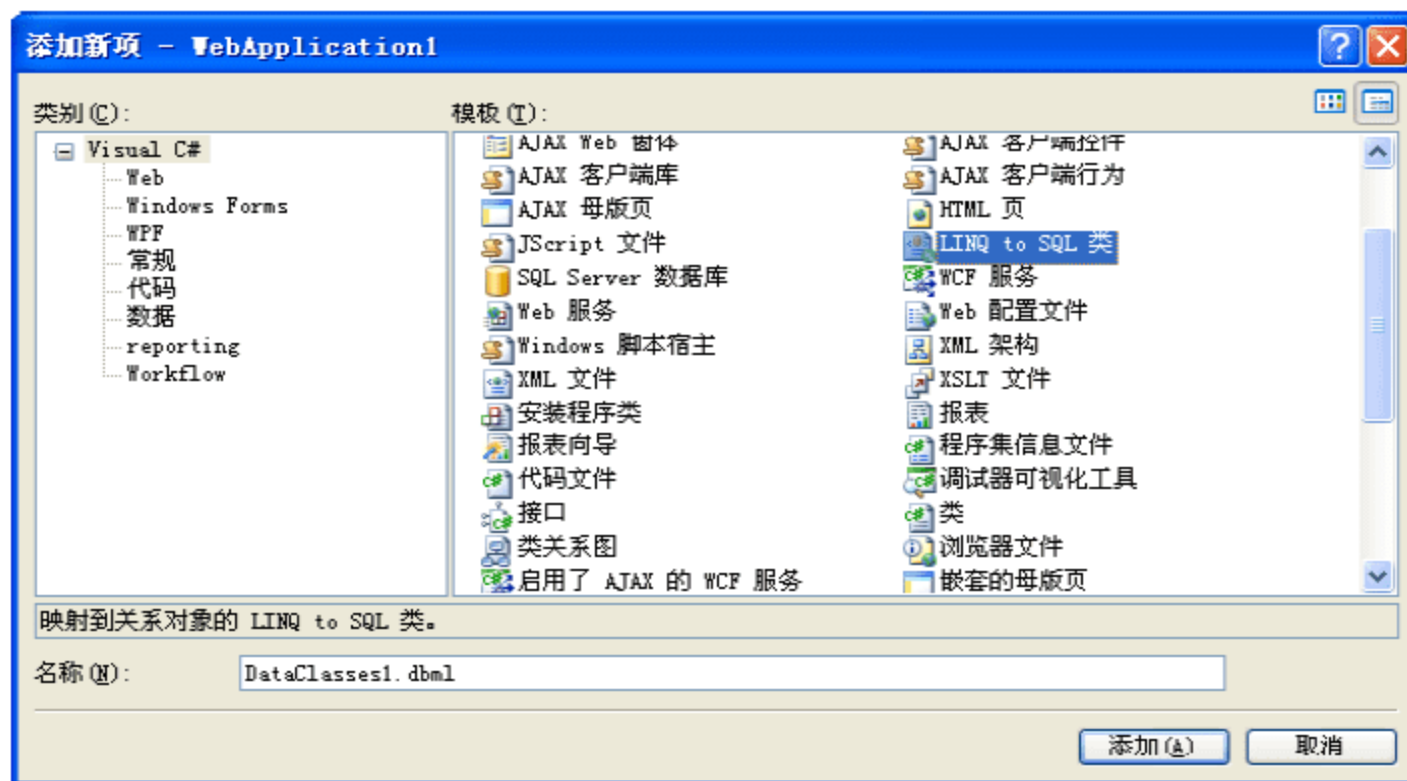 添加新项 - WebApplication1
类别(C):
模板(T):
Visual C#
Web
Windows Forms
WPF
常规
代码
数据
reporting
Workflow
AJAX Web 窗体
AJAX 客户端控件
AJAX 客户端库
AJAX 客户端行为
AJAX 母版页
HTML 页
JScript 文件
LINQ to SQL 类
SQL Server 数据库
WCF 服务
Web 服务
Web 配置文件
Windows 脚本宿主
XML 架构
XML 文件
XSLT 文件
安装程序类
报表
报表向导
程序集信息文件
代码文件
调试器可视化工具
接口
类
类关系图
浏览器文件
启用了 AJAX 的 WCF 服务
嵌套的母版页
映射到关系对象的 LINQ to SQL 类。
名称(N):
DataClasses1.dbml
添加(A)
取消